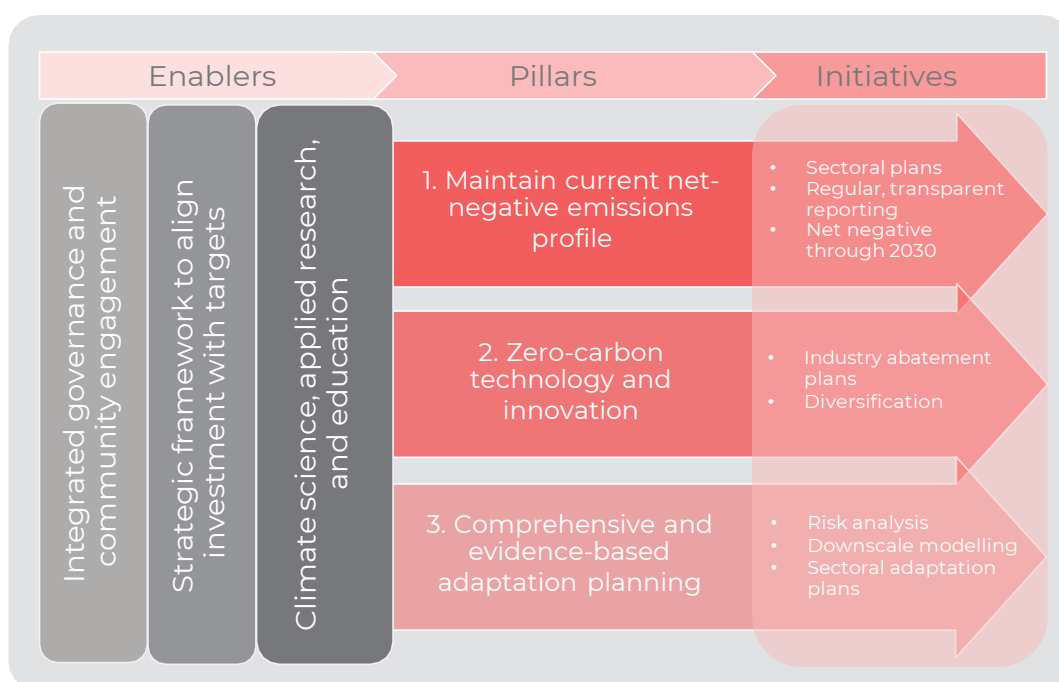 Enablers
Pillars
Initiatives
Integrated governance and
community engagement
Strategic framework to align
investment with targets
Climate science, applied research,
and education
1. Maintain current net-
negative emissions
profile
• Sectoral plans
• Regular, transparent
reporting
• Net negative
through 2030
2. Zero-carbon
technology and
innovation
• Industry abatement
plans
• Diversification
3. Comprehensive and
evidence-based
adaptation planning
• Risk analysis
• Downscale modelling
• Sectoral adaptation
plans